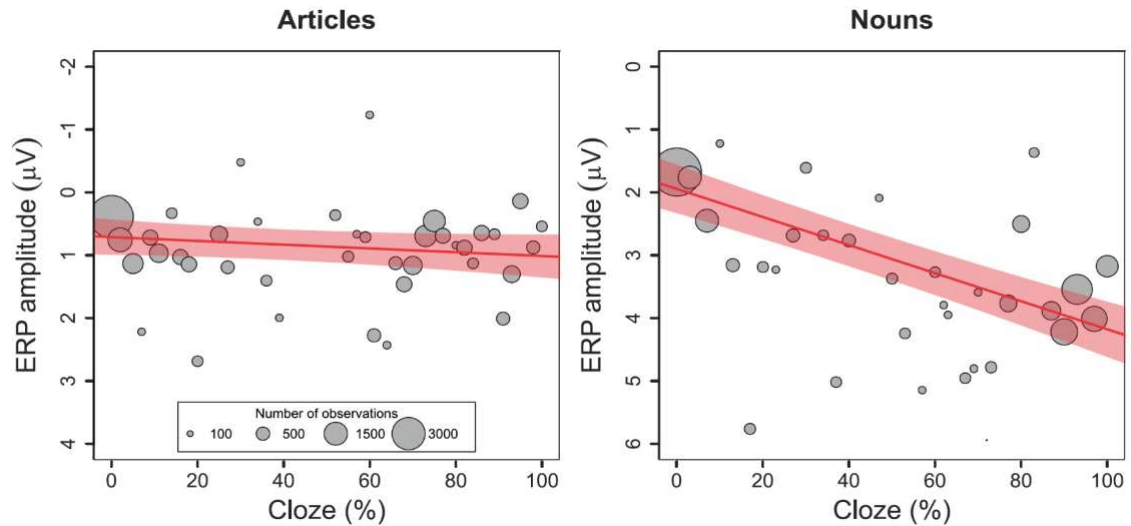 Articles
Nouns
ERP amplitude (μV)
-2
-1
0
1
2
3
4
Number of observations
100 500 1500 3000
0 20 40 60 80 100
Cloze (%)
ERP amplitude (μV)
0
1
2
3
4
5
6
0 20 40 60 80 100
Cloze (%)